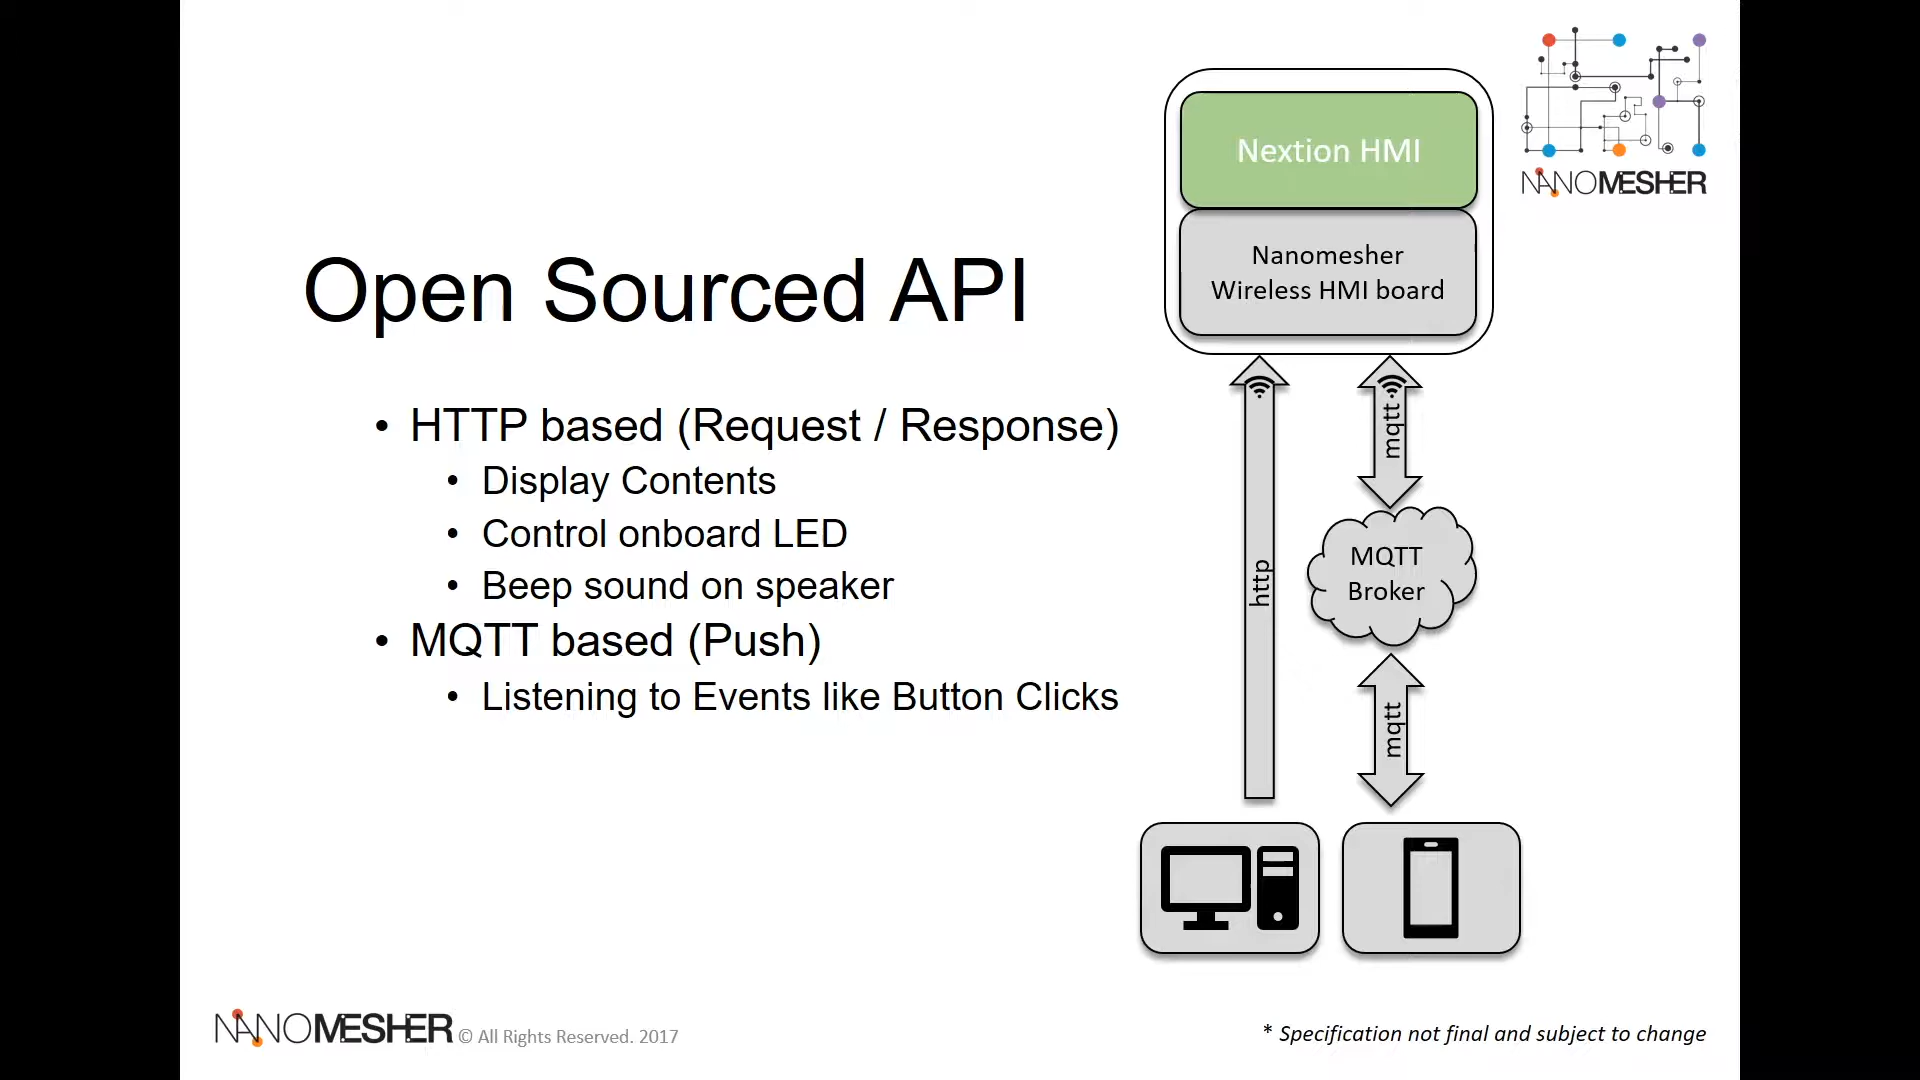 NANOMESHER
Nextion HMI
Nanomesher
Wireless HMI board
Open Sourced API
• HTTP based (Request / Response)
• Display Contents
• Control onboard LED
• Beep sound on speaker
• MQTT based (Push)
• Listening to Events like Button Clicks
http
mqtt
MQTT
Broker
mqtt
NANOMESHER © All Rights Reserved. 2017
* Specification not final and subject to change